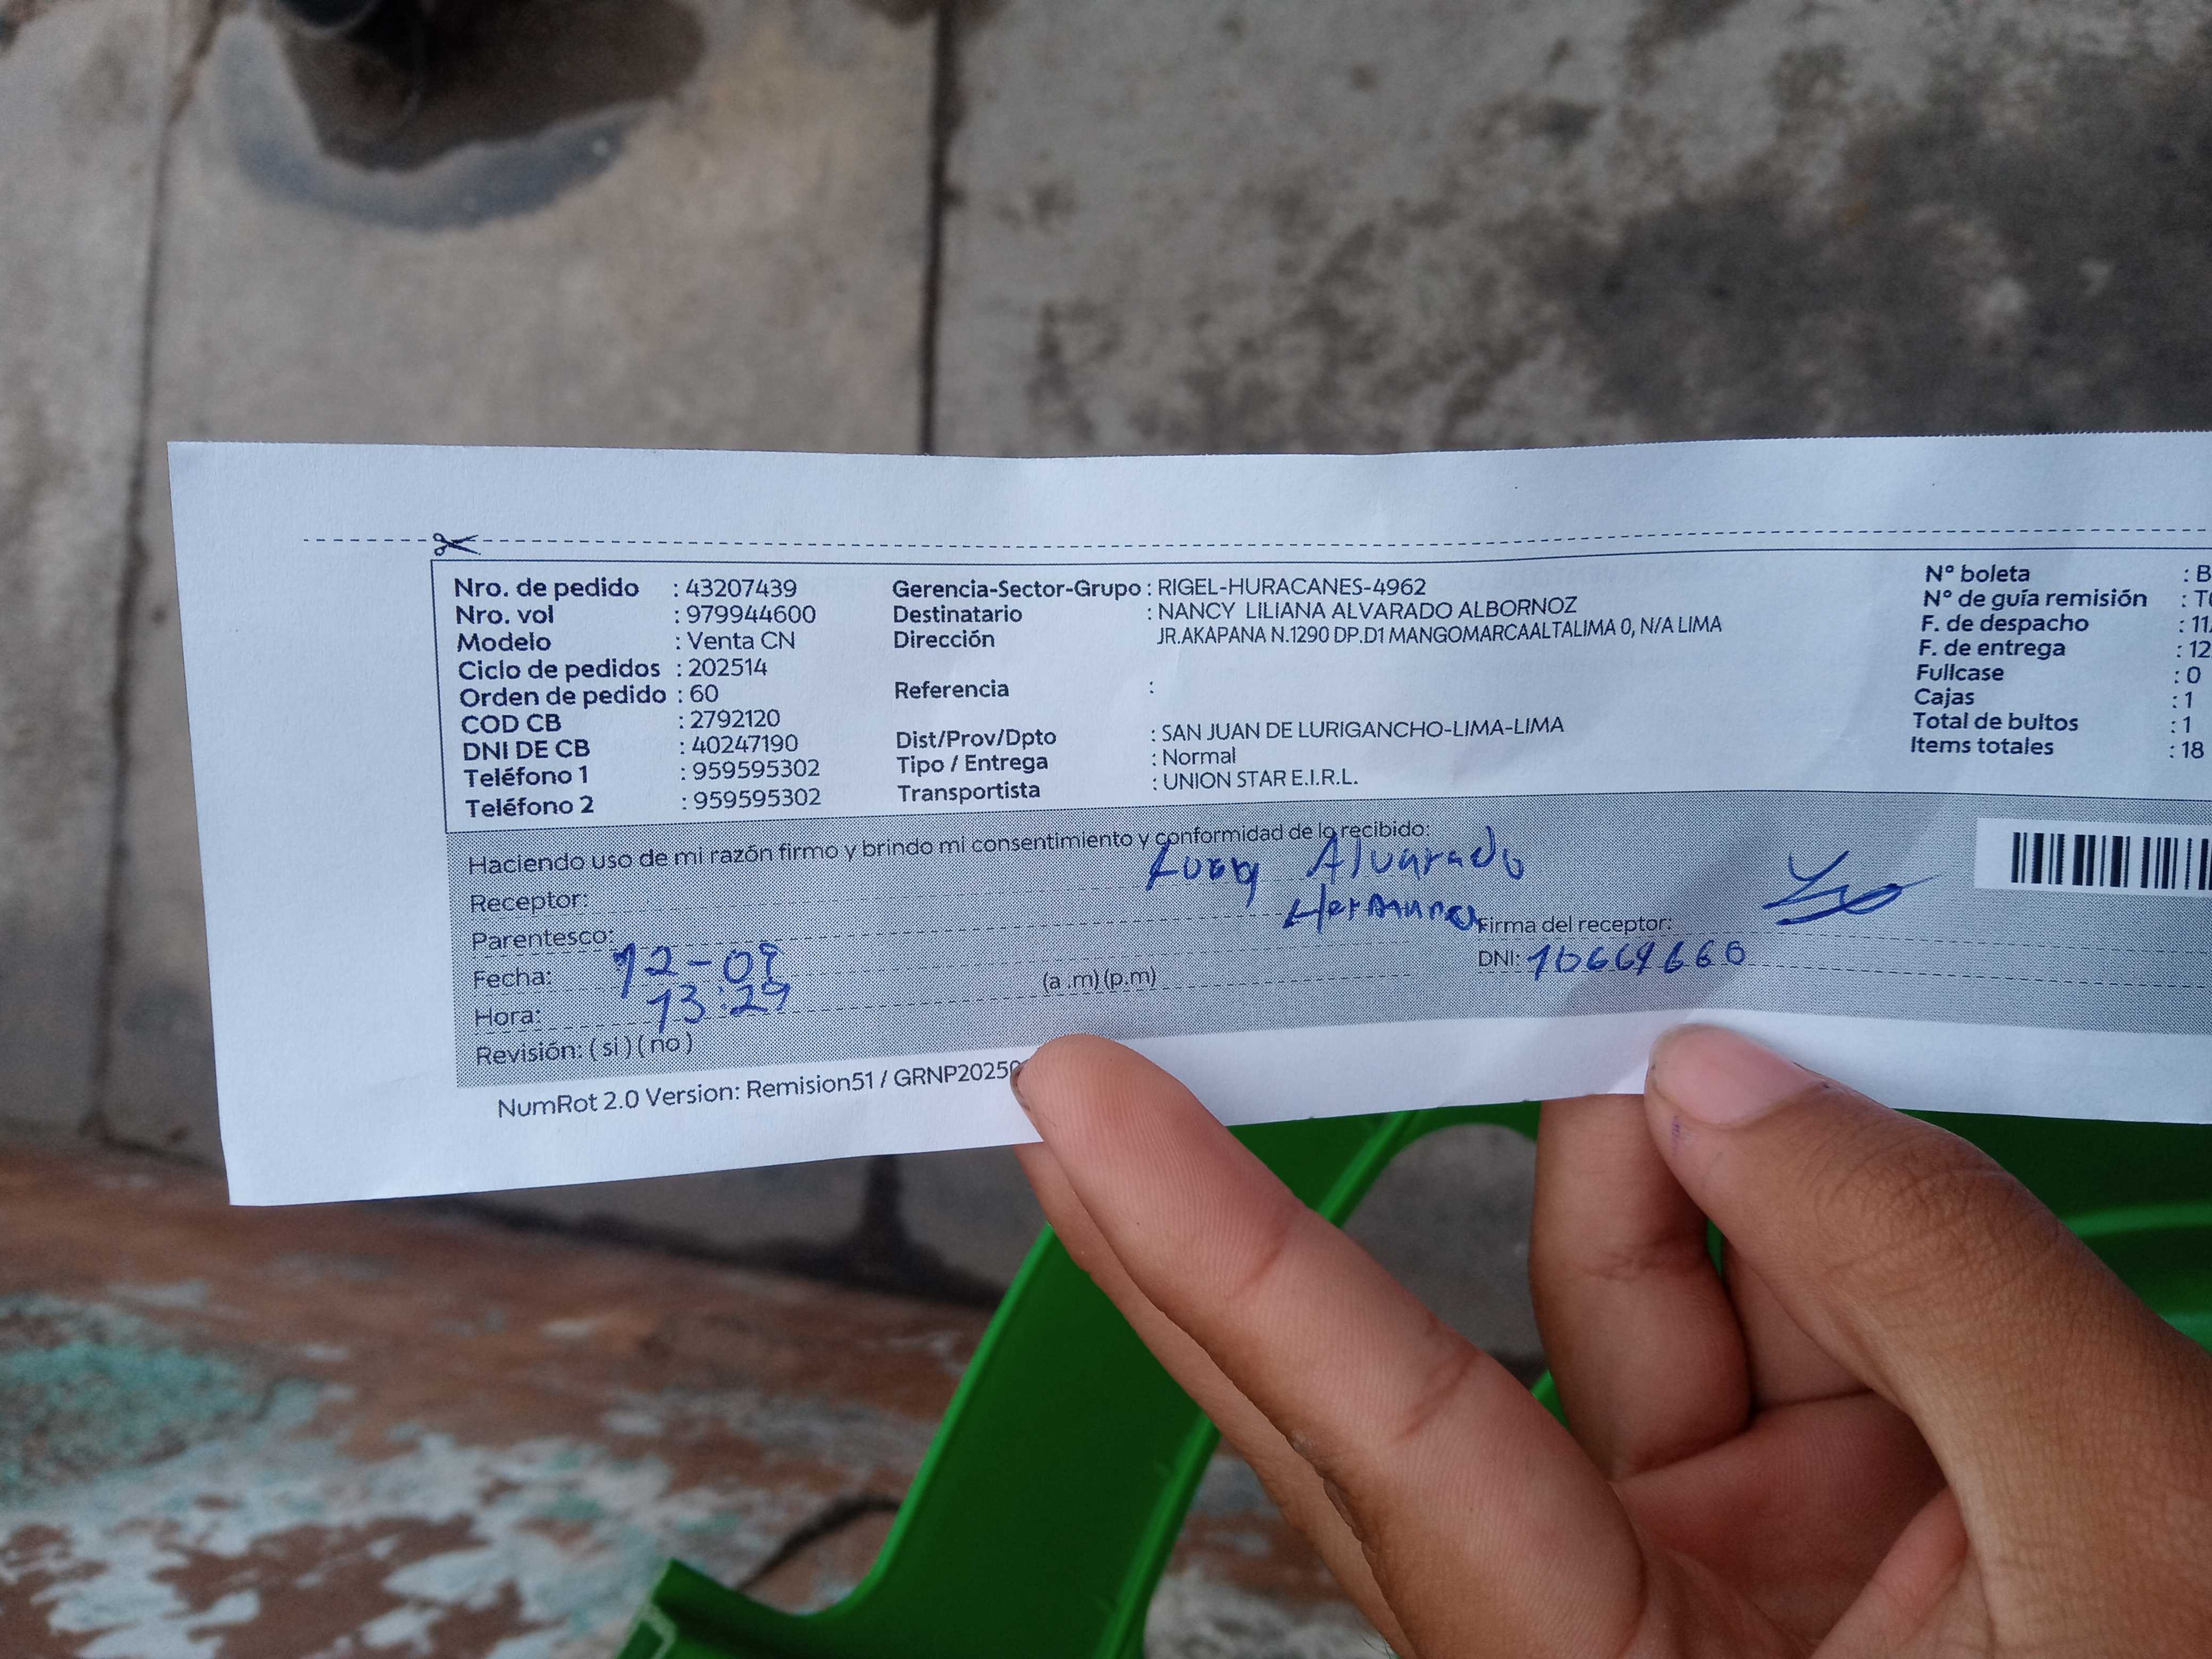 Nro. de pedido : 43207439
Nro. vol : 979944600
Modelo : Venta CN
Ciclo de pedidos : 202514
Orden de pedido : 60
COD CB : 2792120
DNI DE CB : 40247190
Teléfono 1 : 959595302
Teléfono 2 : 959595302
Gerencia-Sector-Grupo : RIGEL-HURACANES-4962
Destinatario : NANCY LILIANA ALVARADO ALBORNOZ
Dirección JR.AKAPANA N.1290 DP.D1 MANGOMARCAALTALIMA 0, N/A LIMA
Referencia :
Dist/Prov/Dpto : SAN JUAN DE LURIGANCHO-LIMA-LIMA
Tipo / Entrega : Normal
Transportista : UNION STAR E.I.R.L.
N° boleta : B
N° de guía remisión : T
F. de despacho : 11
F. de entrega : 12
Fullcase : 0
Cajas : 1
Total de bultos : 1
Items totales : 18
Haciendo uso de mi razón firmo y brindo mi consentimiento y conformidad de lo recibido:
Receptor: Alvarado
Parentesco: Hermana
Firma del receptor:
Fecha: 12-09
DNI:
Hora: 13:29 (a .m) (p.m)
Revisión: ( si ) ( no )
NumRot 2.0 Version: Remision51 / GRNP2025